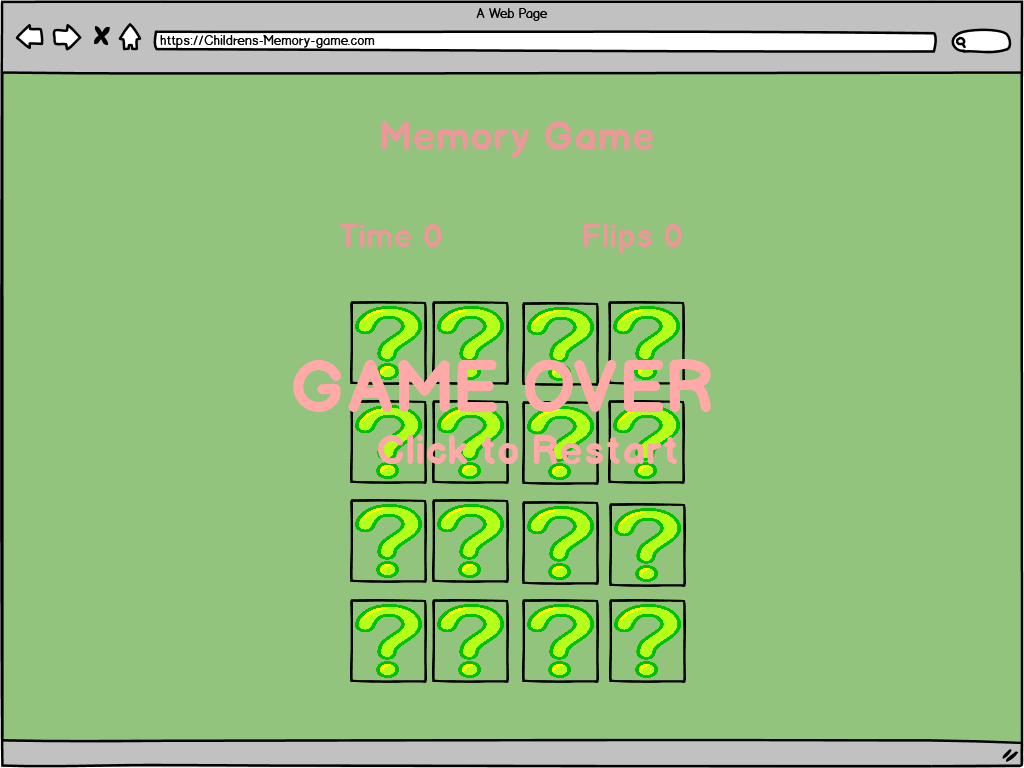 A Web Page
https://Childrens-Memory-game.com
Memory Game
Time 0 Flips 0
? ? ? ?
GAME OVER
? ? ? ?
Click to Restart
? ? ? ?
? ? ? ?